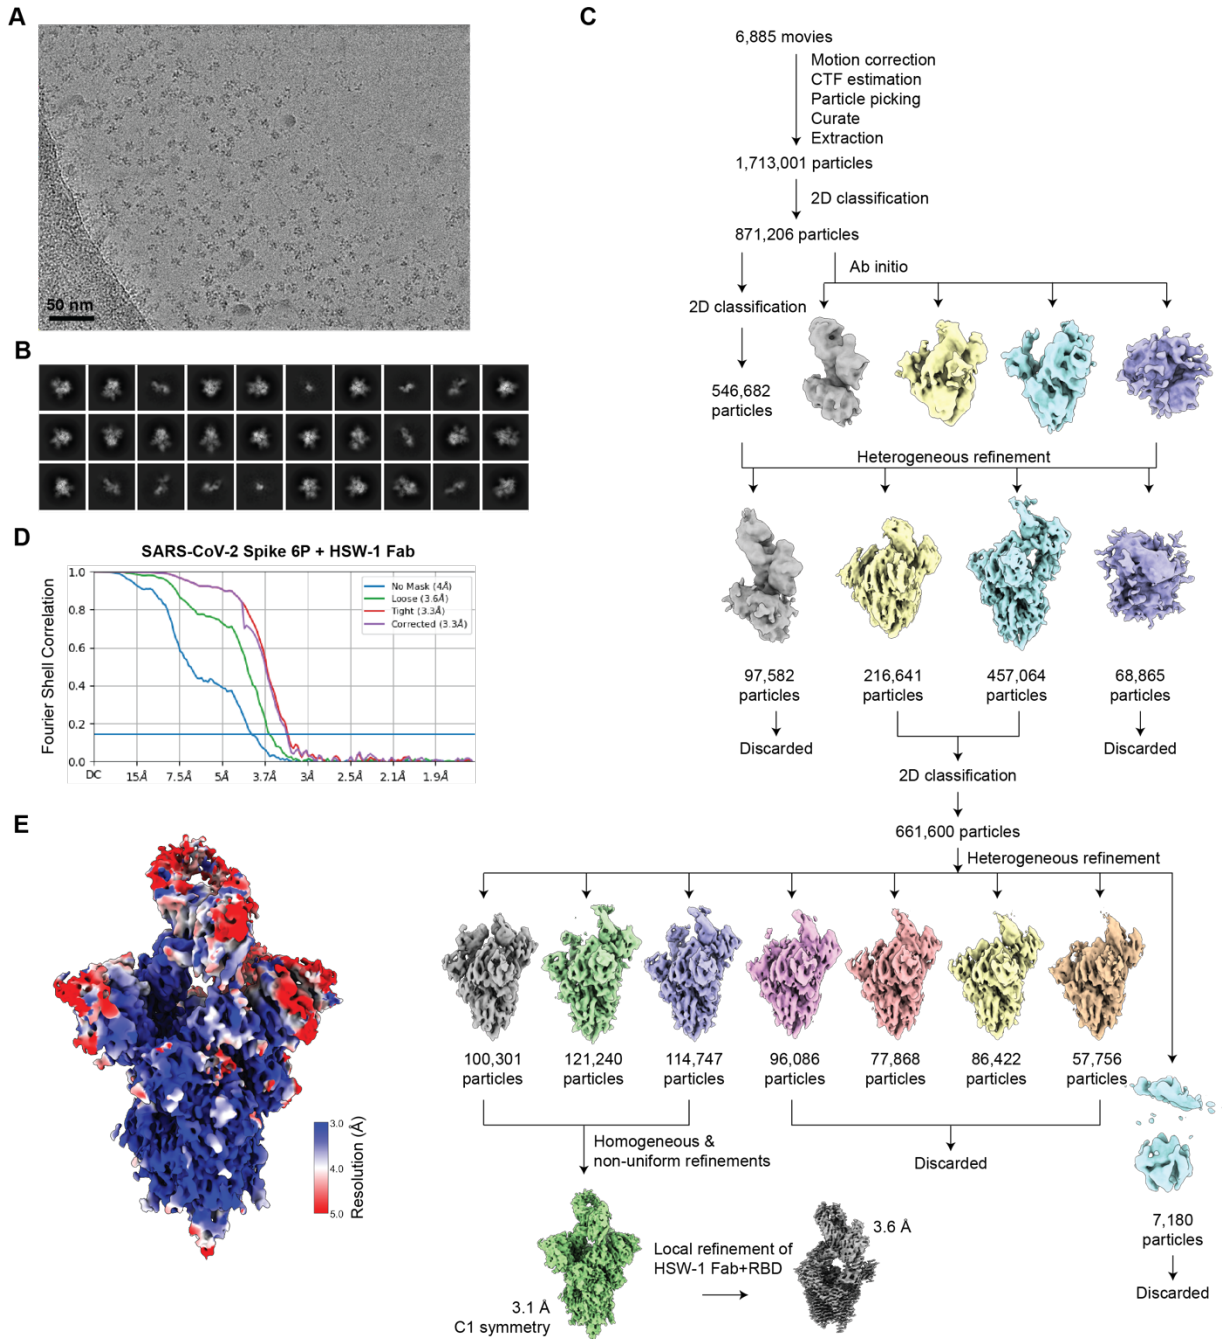 A
50 nm
B
D
SARS-CoV-2 Spike 6P + HSW-1 Fab
Fourier Shell Correlation
1.0
0.8
0.6
0.4
0.2
0.0
No Mask (4Å)
Loose (3.6Å)
Tight (3.3Å)
Corrected (3.3Å)
DC 15Å 7.5Å 5Å 3.7Å 3Å 2.5Å 2.1Å 1.9Å
E
3.0
4.0
5.0
Resolution (Å)
C
6,885 movies
Motion correction
CTF estimation
Particle picking
Curate
Extraction
1,713,001 particles
2D classification
871,206 particles
Ab initio
2D classification
546,682
particles
Heterogeneous refinement
97,582
particles
216,641
particles
457,064
particles
68,865
particles
Discarded
Discarded
2D classification
661,600 particles
Heterogeneous refinement
100,301
particles
121,240
particles
114,747
particles
96,086
particles
77,868
particles
86,422
particles
57,756
particles
Homogeneous &
non-uniform refinements
Discarded
7,180
particles
Discarded
3.1 Å
C1 symmetry
Local refinement of
HSW-1 Fab+RBD
3.6 Å